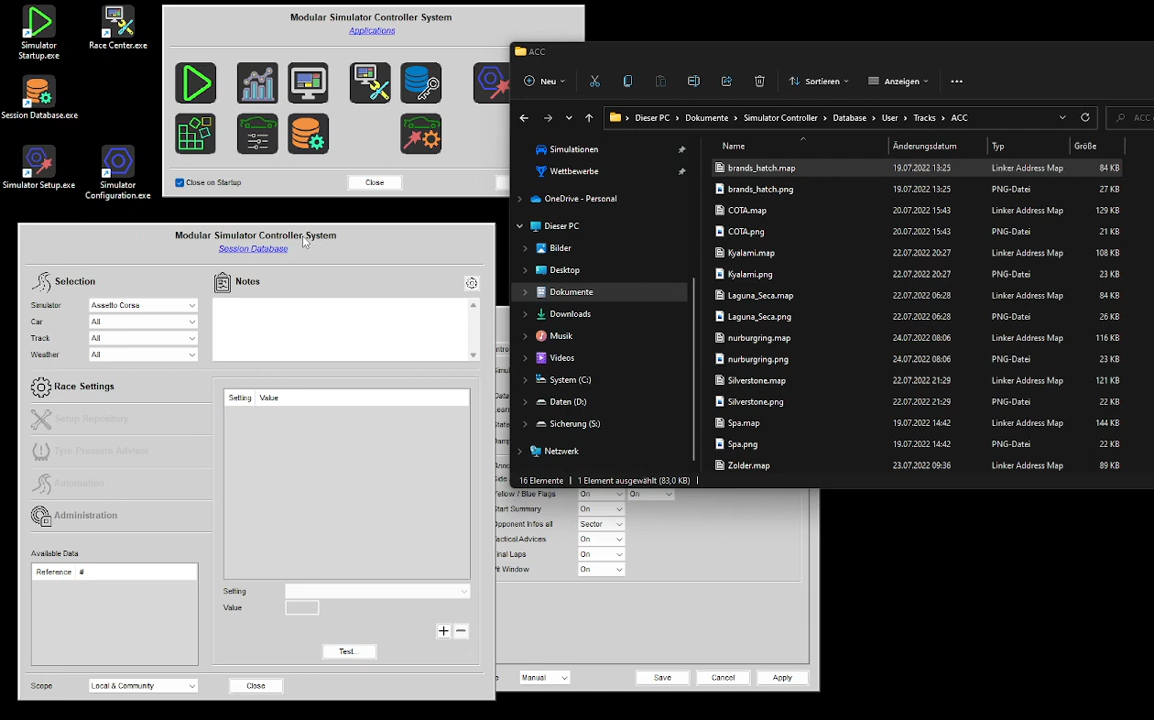 Simulator
Startup.exe
Race Center.exe
Session Database.exe
Simulator Setup.exe
Simulator
Configuration.exe
Modular Simulator Controller System
Applications
Close on Startup
Close
Modular Simulator Controller System
Session Database
Selection
Simulator
Assetto Corsa
Car
All
Track
All
Weather
All
Notes
Race Settings
Setup Repository
Tyre Pressure Advisor
Automation
Administration
Available Data
Reference #
Setting Value
Setting
Value
+
−
Test...
Scope
Local & Community
Close
ACC
Neu
Sortieren
Anzeigen
Dieser PC
Dokumente
Simulator Controller
Database
User
Tracks
ACC
Simulationen
Wettbewerbe
OneDrive - Personal
Dieser PC
Bilder
Desktop
Dokumente
Downloads
Musik
Videos
System (C:)
Daten (D:)
Sicherung (S:)
Netzwerk
Name Änderungsdatum Typ Größe
brands_hatch.map 19.07.2022 13:25 Linker Address Map 84 KB
brands_hatch.png 19.07.2022 13:25 PNG-Datei 27 KB
COTA.map 20.07.2022 15:43 Linker Address Map 129 KB
COTA.png 20.07.2022 15:43 PNG-Datei 21 KB
Kyalami.map 22.07.2022 20:27 Linker Address Map 108 KB
Kyalami.png 22.07.2022 20:27 PNG-Datei 23 KB
Laguna_Seca.map 22.07.2022 06:28 Linker Address Map 84 KB
Laguna_Seca.png 22.07.2022 06:28 PNG-Datei 26 KB
nurburgring.map 24.07.2022 08:06 Linker Address Map 116 KB
nurburgring.png 24.07.2022 08:06 PNG-Datei 23 KB
Silverstone.map 22.07.2022 21:29 Linker Address Map 121 KB
Silverstone.png 22.07.2022 21:29 PNG-Datei 22 KB
Spa.map 19.07.2022 14:42 Linker Address Map 144 KB
Spa.png 19.07.2022 14:42 PNG-Datei 22 KB
Zolder.map 23.07.2022 09:36 Linker Address Map 89 KB
16 Elemente 1 Element ausgewählt (83,0 KB)
Yellow / Blue Flags On On
Start Summary On
Opponent Infos all Sector
Tactical Advices On
Final Laps On
Pit Window On
Manual
Save
Cancel
Apply